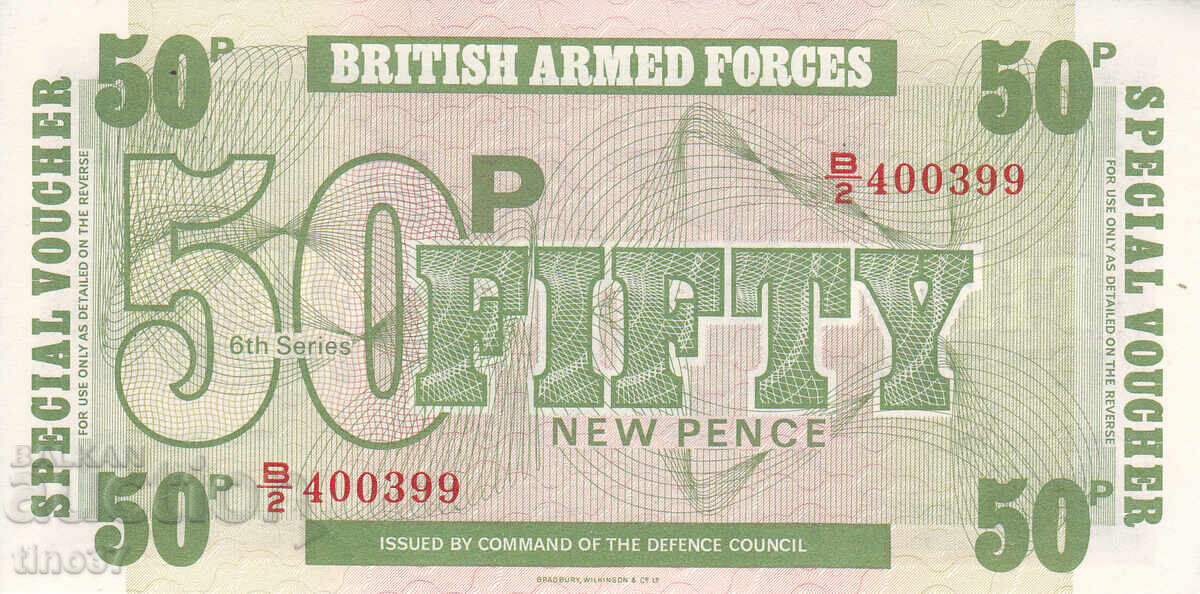 50P
BRITISH ARMED FORCES
50P
SPECIAL VOUCHER
FOR USE ONLY AS DETAILED ON THE REVERSE
50P
B/2 400399
FIFTY
6th Series
NEW PENCE
B/2 400399
SPECIAL VOUCHER
FOR USE ONLY AS DETAILED ON THE REVERSE
50P
50P
ISSUED BY COMMAND OF THE DEFENCE COUNCIL
BRADBURY, WILKINSON & Cº. Lᵈ
BALKAN
tino37